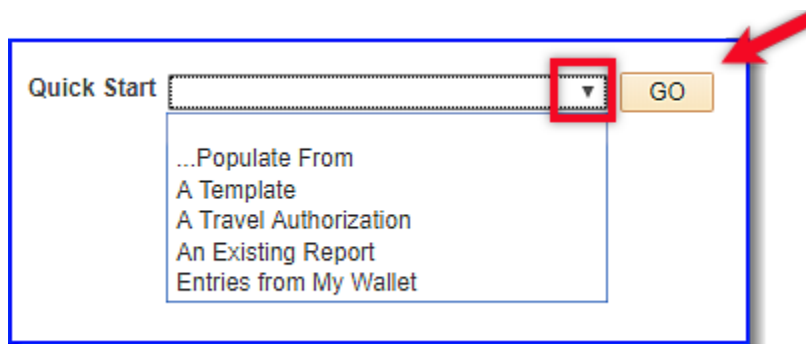 Quick Start GO
...Populate From
A Template
A Travel Authorization
An Existing Report
Entries from My Wallet